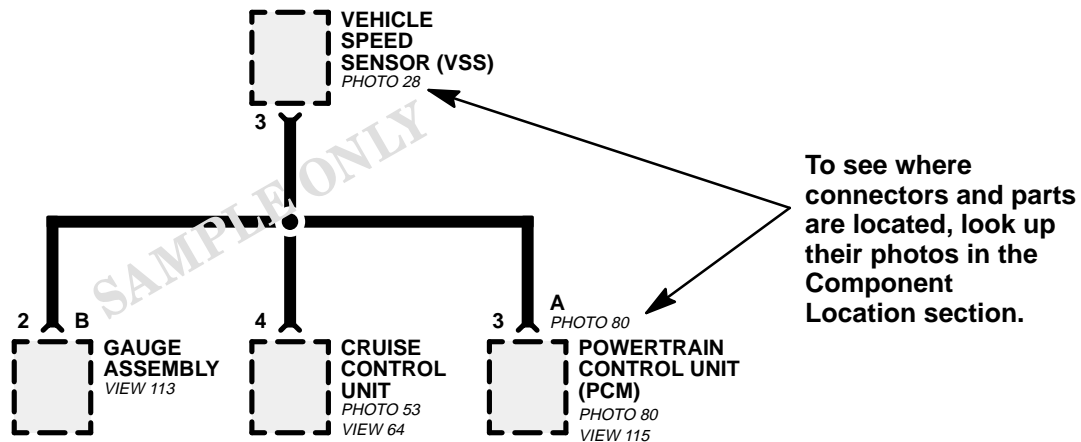 VEHICLE
SPEED
SENSOR (VSS)
PHOTO 28
3
SAMPLE ONLY
To see where
connectors and parts
are located, look up
their photos in the
Component
Location section.
2 B
GAUGE
ASSEMBLY
VIEW 113
4
CRUISE
CONTROL
UNIT
PHOTO 53
VIEW 64
3
A
PHOTO 80
POWERTRAIN
CONTROL UNIT
(PCM)
PHOTO 80
VIEW 115